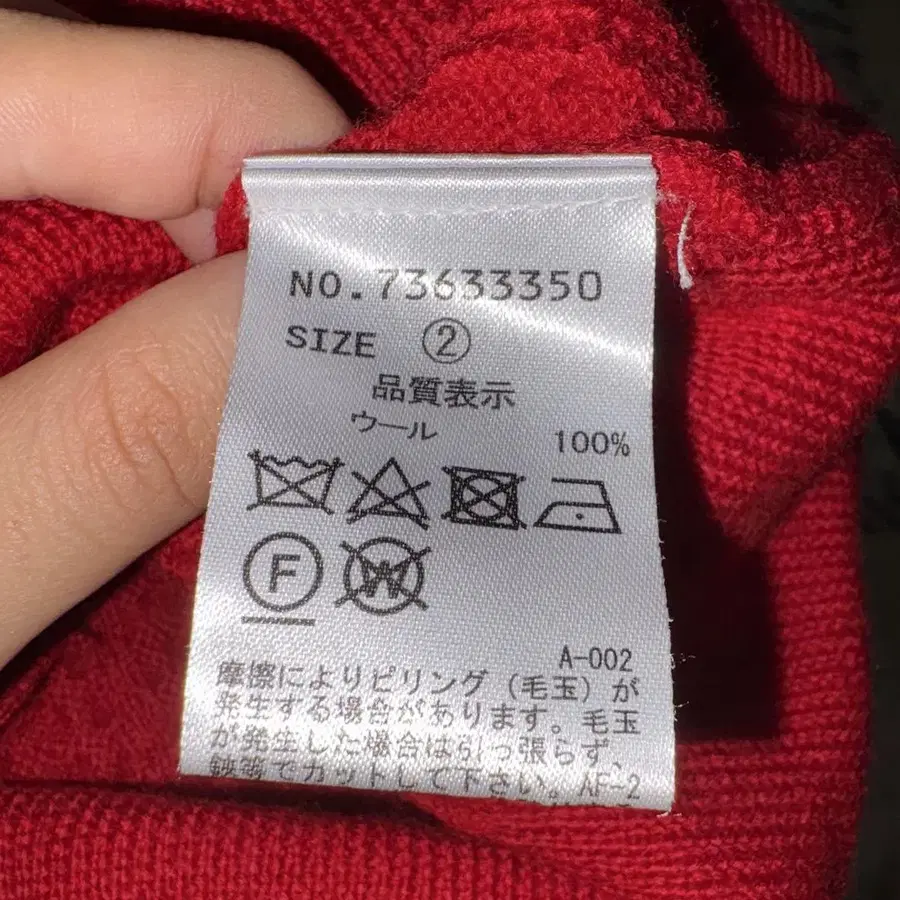 NO.73633350
SIZE ②
品質表示
ウール 100%
F W
A-002
摩擦によりピリング（毛玉）が
発生する場合があります。毛玉
が発生した場合は引っ張らず、
鋏等でカットして下さい。AF-2